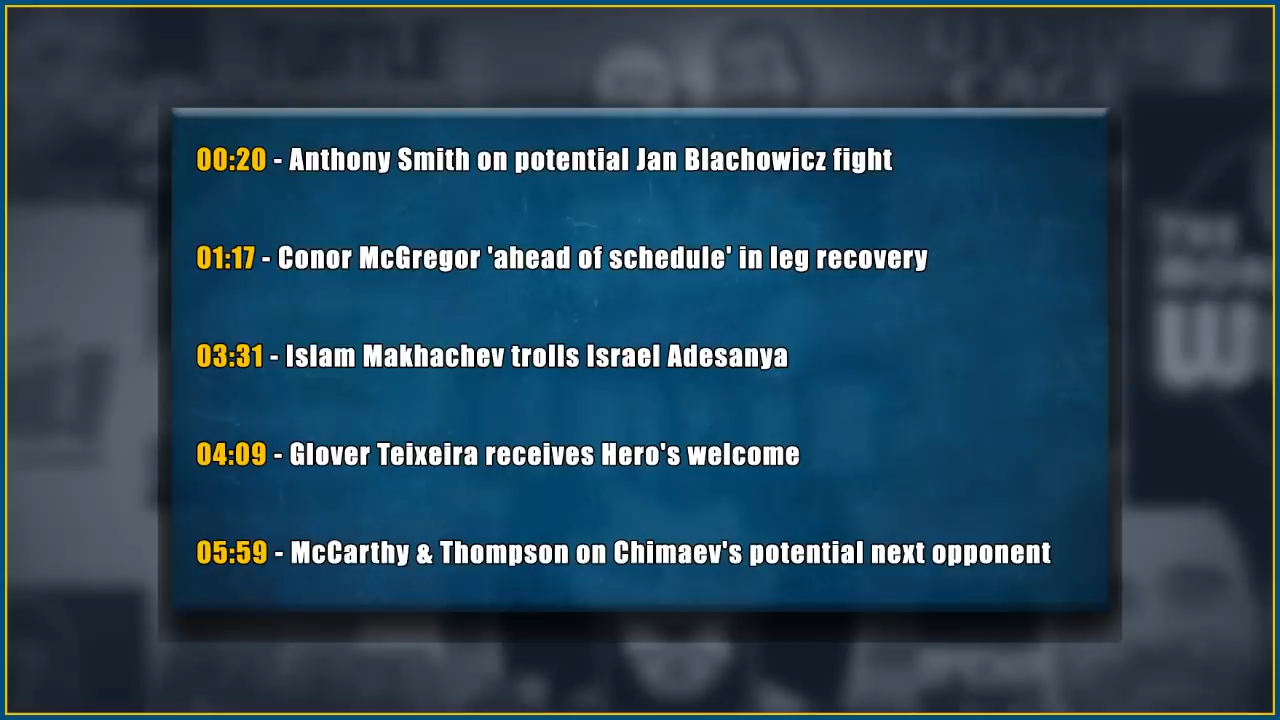 00:20 - Anthony Smith on potential Jan Blachowicz fight
01:17 - Conor McGregor 'ahead of schedule' in leg recovery
03:31 - Islam Makhachev trolls Israel Adesanya
04:09 - Glover Teixeira receives Hero's welcome
05:59 - McCarthy & Thompson on Chimaev's potential next opponent
THE
W